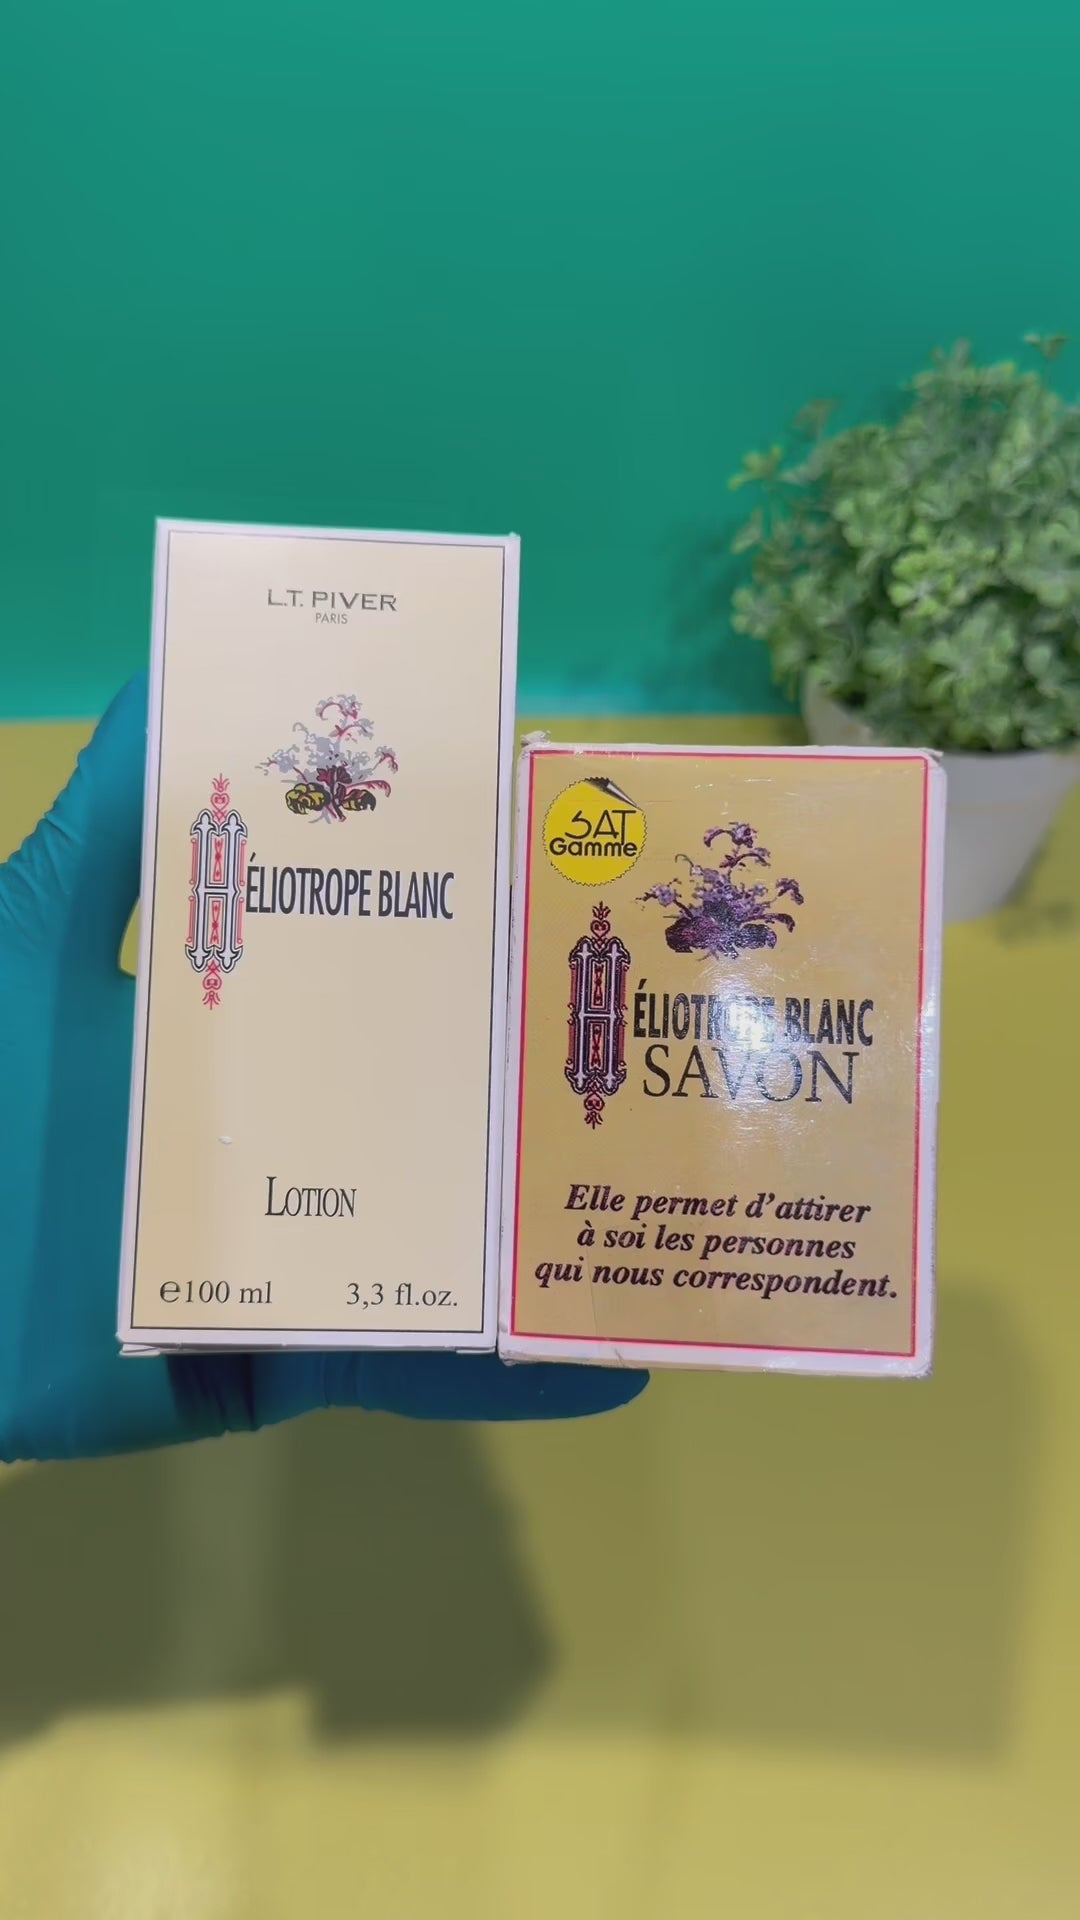 L.T. PIVER
PARIS
HÉLIOTROPE BLANC
LOTION
℮100 ml 3,3 fl.oz.
SAT
Gamme
HÉLIOTROPE BLANC
SAVON
Elle permet d'attirer
à soi les personnes
qui nous correspondent.